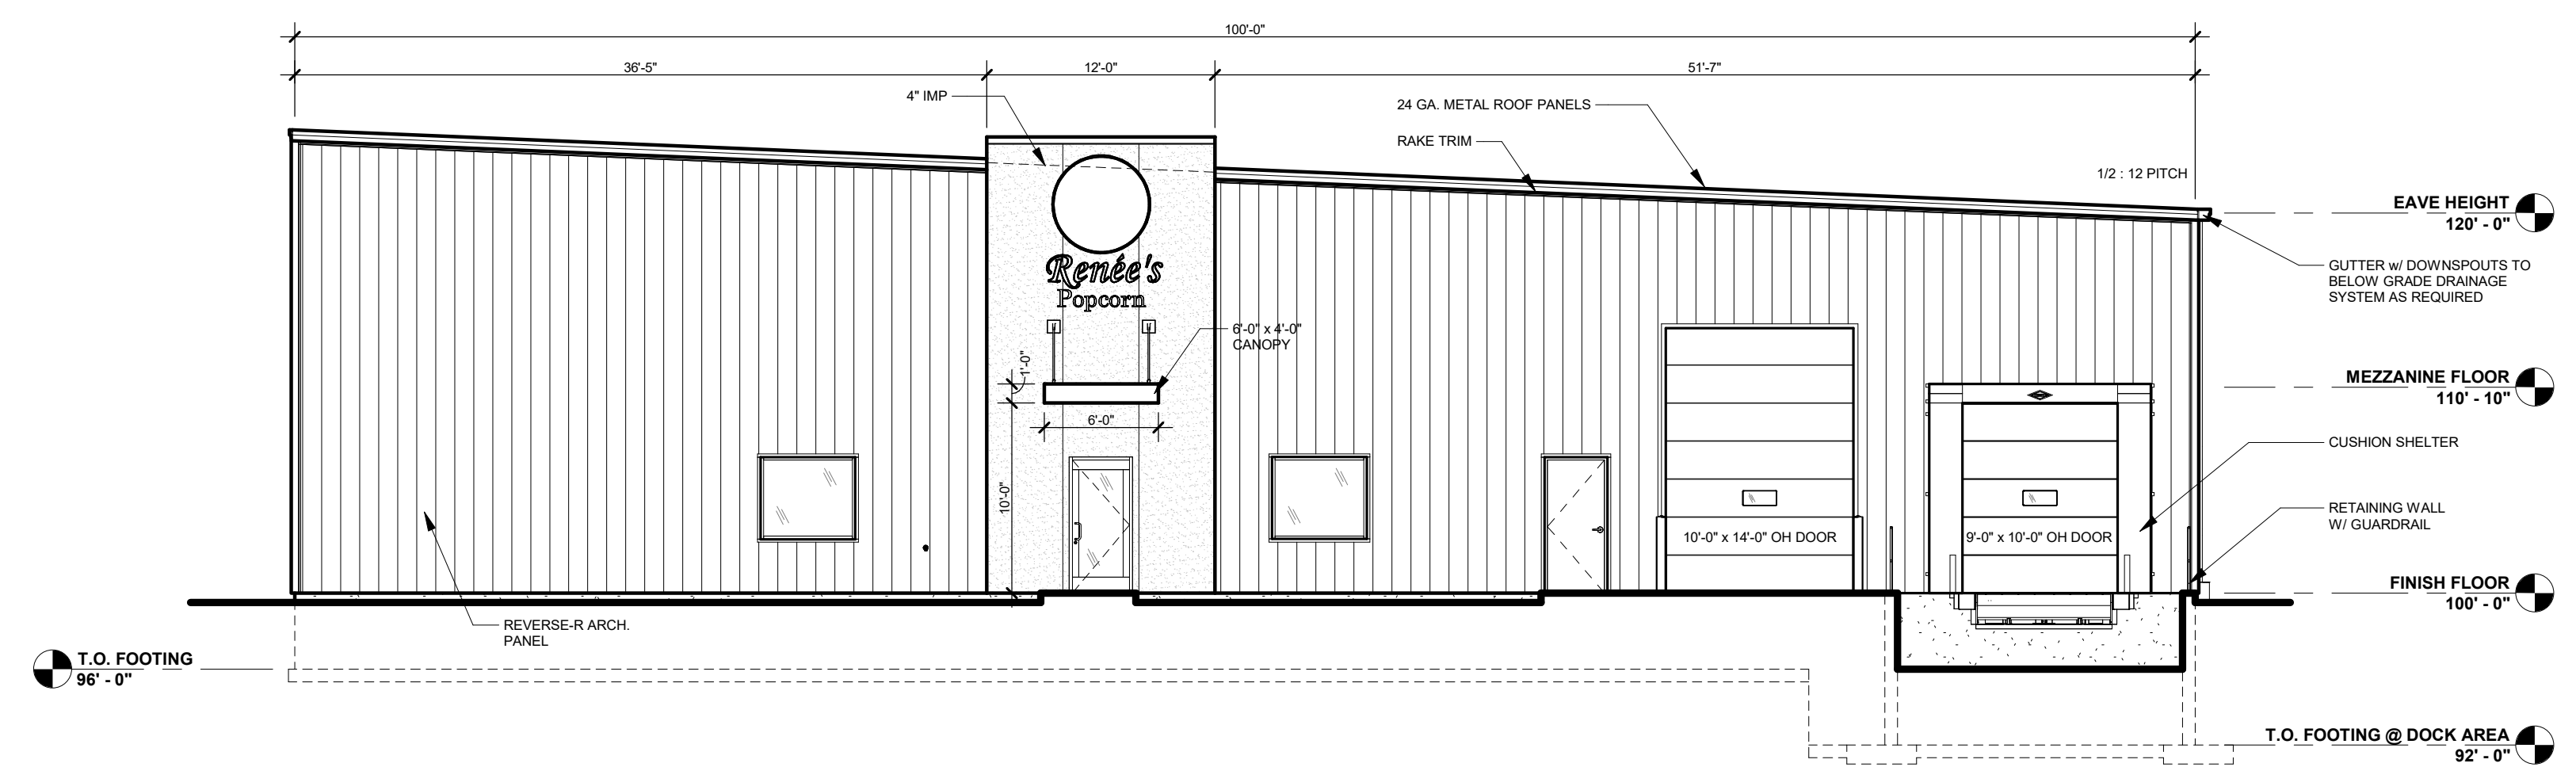 100'-0"
36'-5"
12'-0"
51'-7"
4" IMP
24 GA. METAL ROOF PANELS
RAKE TRIM
1/2 : 12 PITCH
EAVE HEIGHT
120' - 0"
GUTTER w/ DOWNSPOUTS TO
BELOW GRADE DRAINAGE
SYSTEM AS REQUIRED
Renée's
Popcorn
6'-0" x 4'-0"
CANOPY
1'-0"
6'-0"
10'-0"
MEZZANINE FLOOR
110' - 10"
CUSHION SHELTER
RETAINING WALL
W/ GUARDRAIL
10'-0" x 14'-0" OH DOOR
9'-0" x 10'-0" OH DOOR
FINISH FLOOR
100' - 0"
REVERSE-R ARCH.
PANEL
T.O. FOOTING
96' - 0"
T.O. FOOTING @ DOCK AREA
92' - 0"